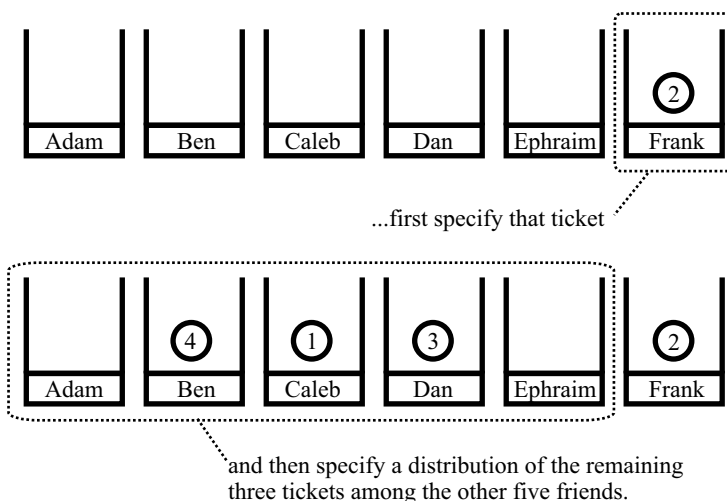 2
Adam Ben Caleb Dan Ephraim Frank
...first specify that ticket
4 1 3 2
Adam Ben Caleb Dan Ephraim Frank
and then specify a distribution of the remaining
three tickets among the other five friends.